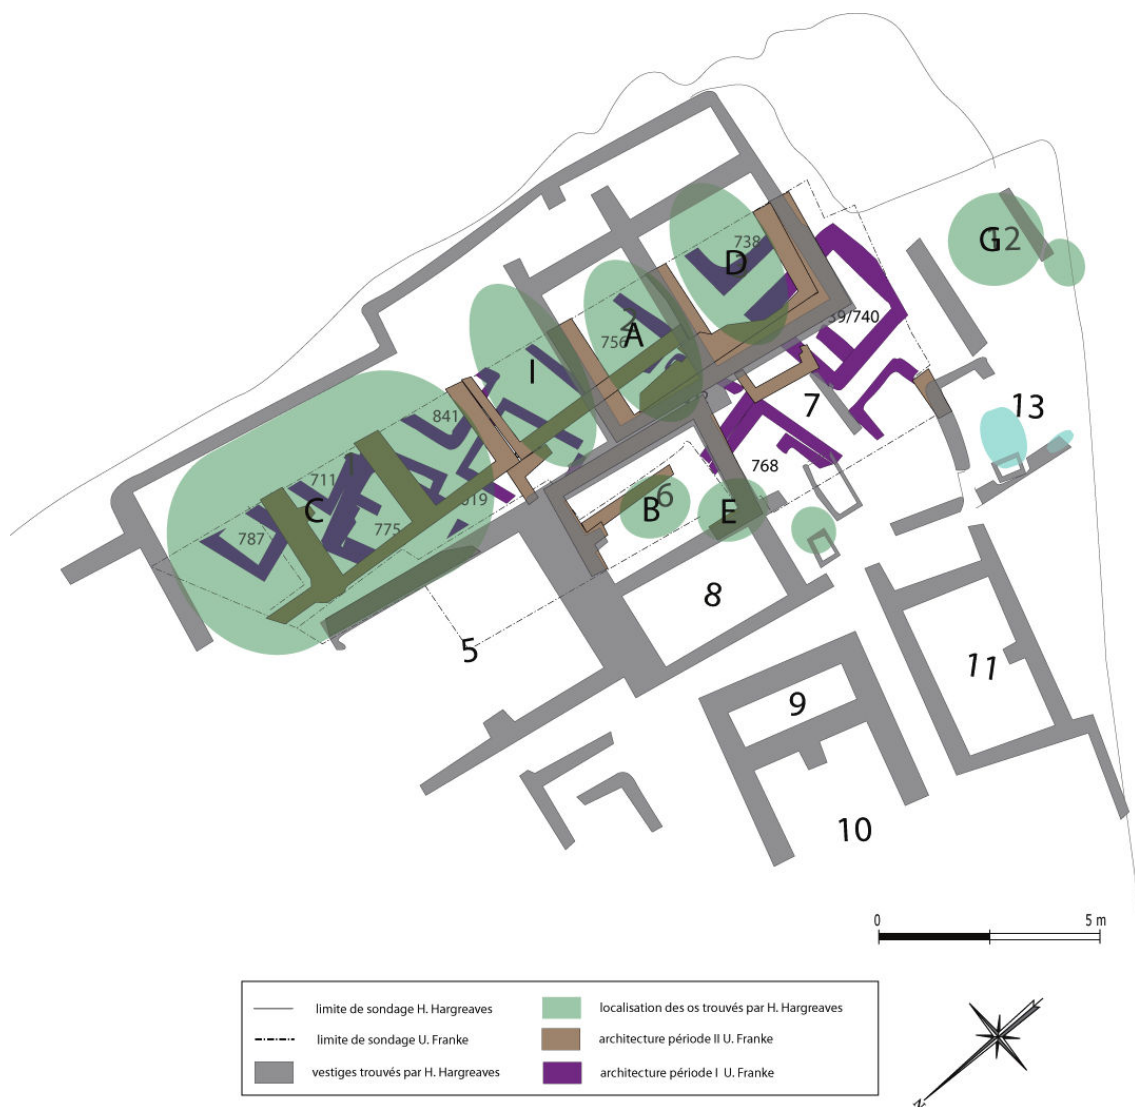 12
G
738
D
39/740
2
A
756
I
13
7
841
768
711
C
6
B
E
787
775
619
8
5
11
9
10
0 5 m
limite de sondage H. Hargreaves
localisation des os trouvés par H. Hargreaves
limite de sondage U. Franke
architecture période II U. Franke
vestiges trouvés par H. Hargreaves
architecture période I U. Franke
N